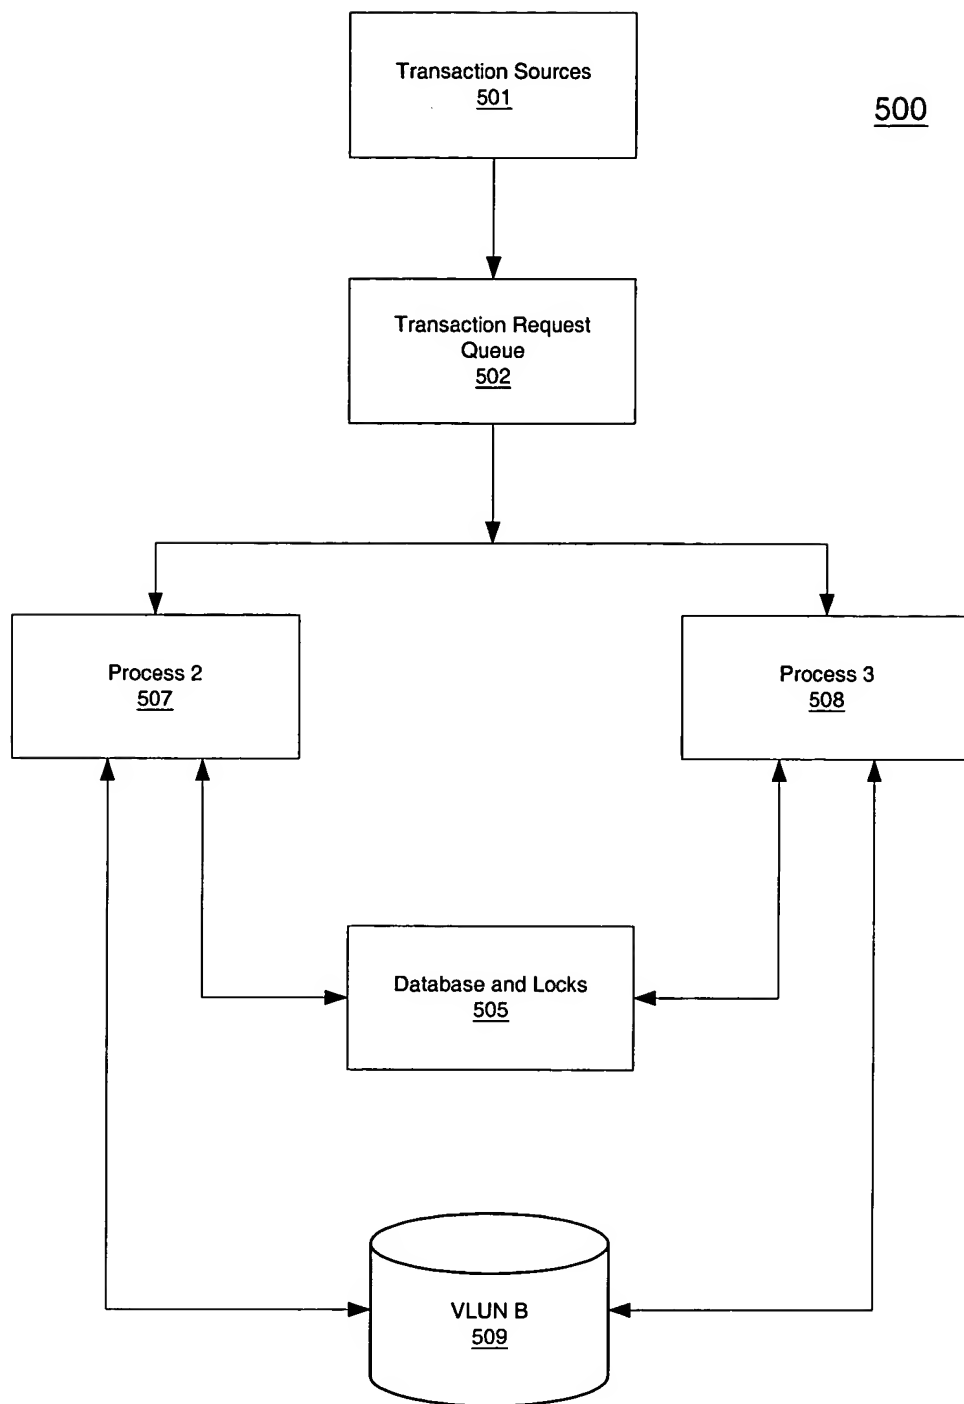 Transaction Sources
501
500
Transaction Request
Queue
502
Process 2
507
Process 3
508
Database and Locks
505
VLUN B
509